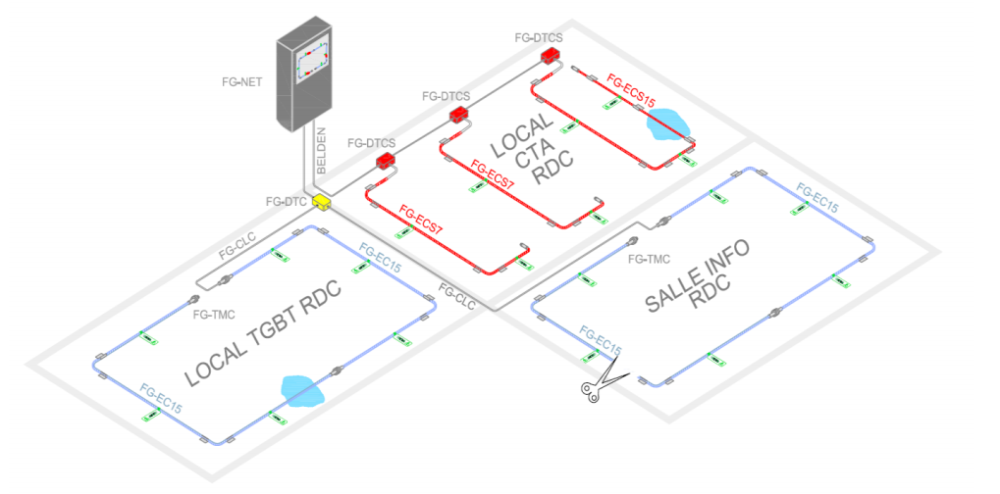 FG-DTCS
FG-NET
FG-DTCS
FG-ECS15
BELDEN
FG-DTCS
LOCAL
CTA
RDC
FG-ECS7
FG-DTC
FG-ECS7
FG-EC15
FG-CLC
FG-EC15
FG-TMC
SALLE INFO
RDC
FG-CLC
FG-TMC
LOCAL TGBT RDC
FG-EC15
FG-EC15